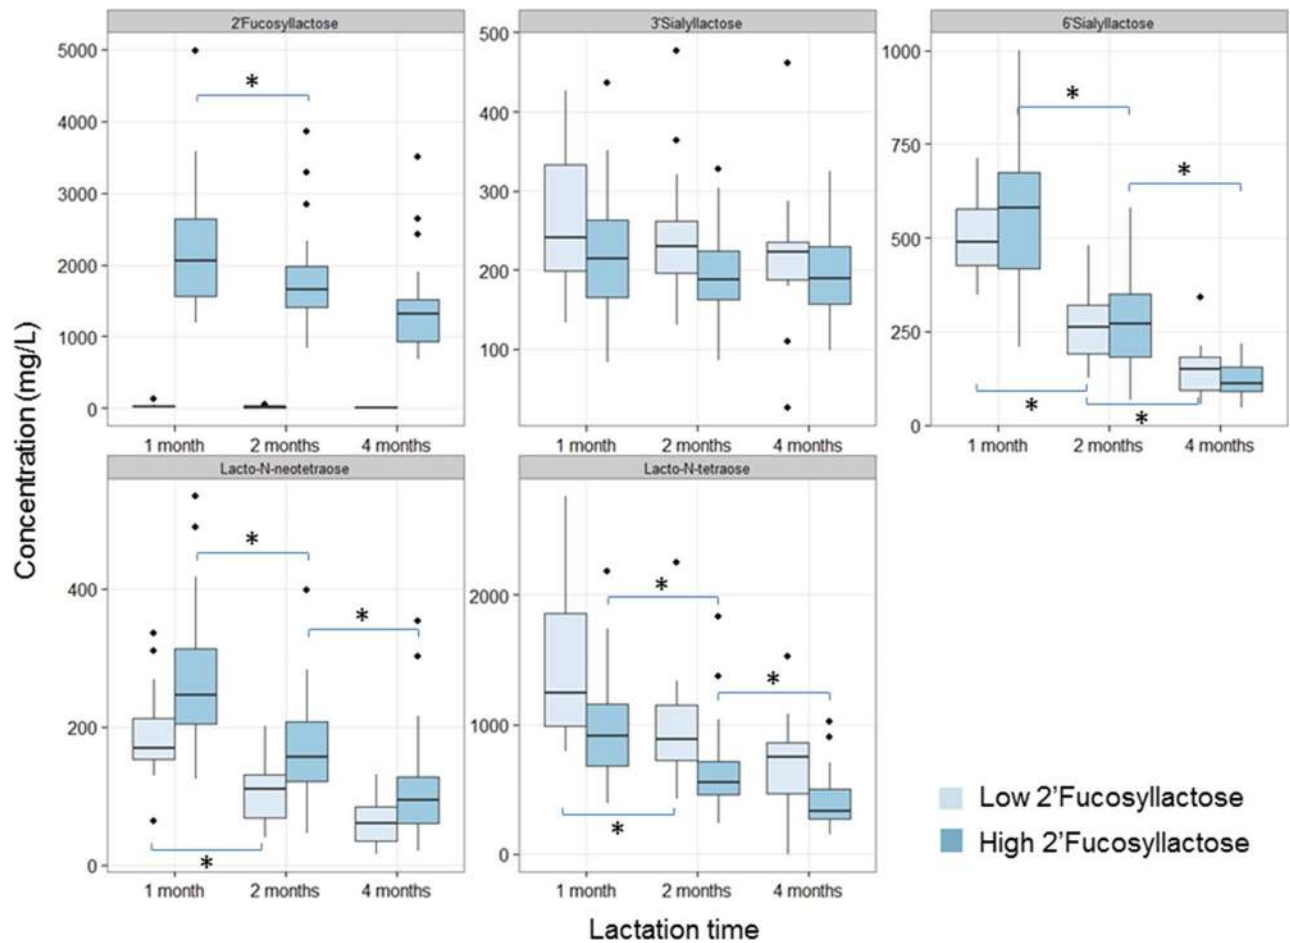 2'Fucosyllactose
3'Sialyllactose
6'Sialyllactose
5000
4000
3000
2000
1000
0
500
400
300
200
100
1000
750
500
250
0
*
*
*
*
*
1 month
2 months
4 months
1 month
2 months
4 months
1 month
2 months
4 months
Concentration (mg/L)
Lacto-N-neotetraose
Lacto-N-tetraose
400
200
0
2000
1000
0
*
*
*
*
*
*
1 month
2 months
4 months
1 month
2 months
4 months
Low 2’Fucosyllactose
High 2’Fucosyllactose
Lactation time